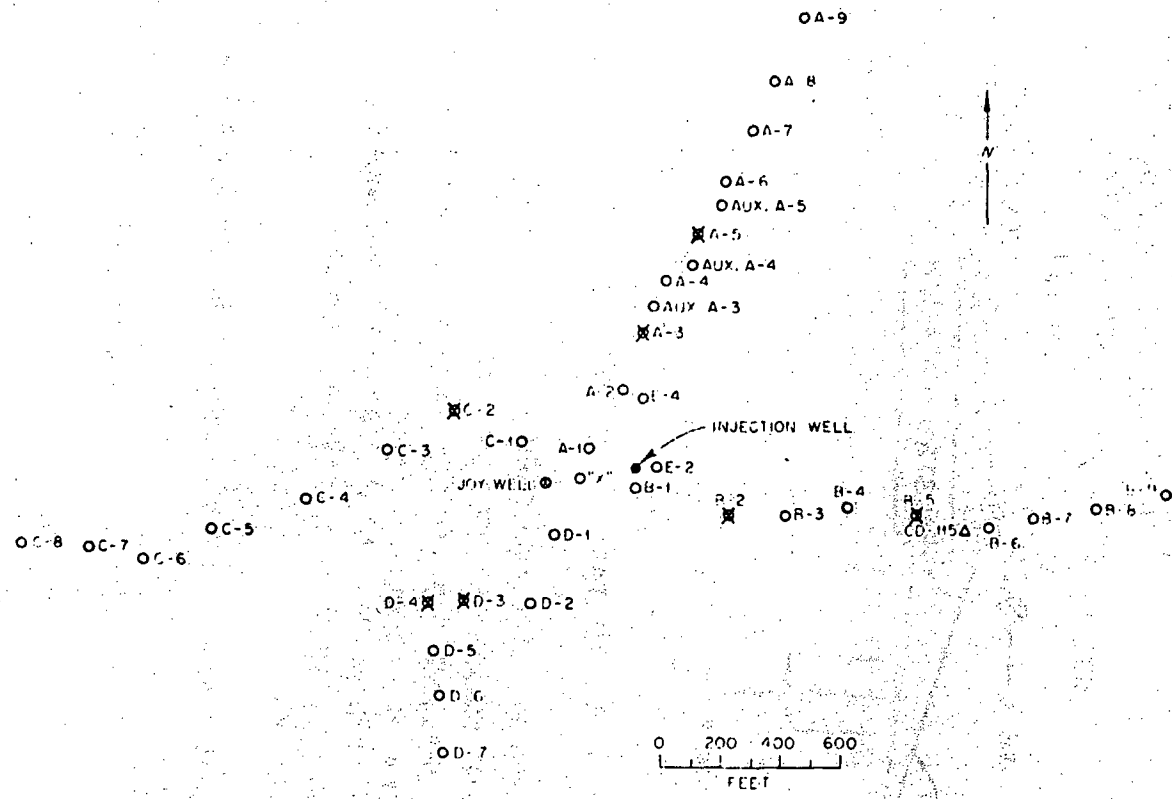 A-9
A 8
A-7
N
A-6
AUX. A-5
A-5
AUX. A-4
A-4
AUX A-3
A-3
A-2
E-4
C-2
INJECTION WELL
C-1
C-3
A-1
E-2
JOY WELL
"X"
B-1
C-4
B-2
B-4
B-5
B-3
B-7
B-8
C-5
CD-115
B-6
C-8
C-7
C-6
D-1
D-4
D-3
D-2
D-5
D 6
D-7
0 200 400 600
FEET